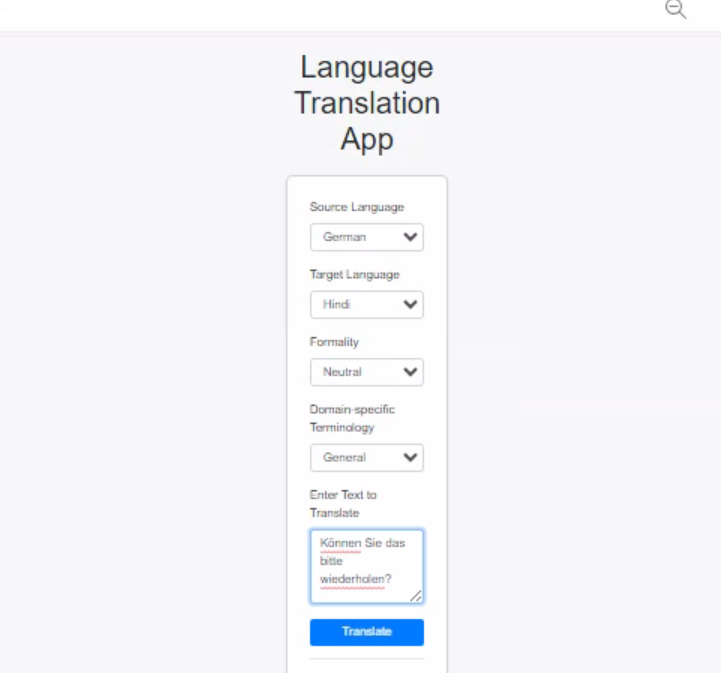 Language
Translation
App
Source Language
German
Target Language
Hindi
Formality
Neutral
Domain-specific
Terminology
General
Enter Text to
Translate
Können Sie das
bitte
wiederholen?
Translate